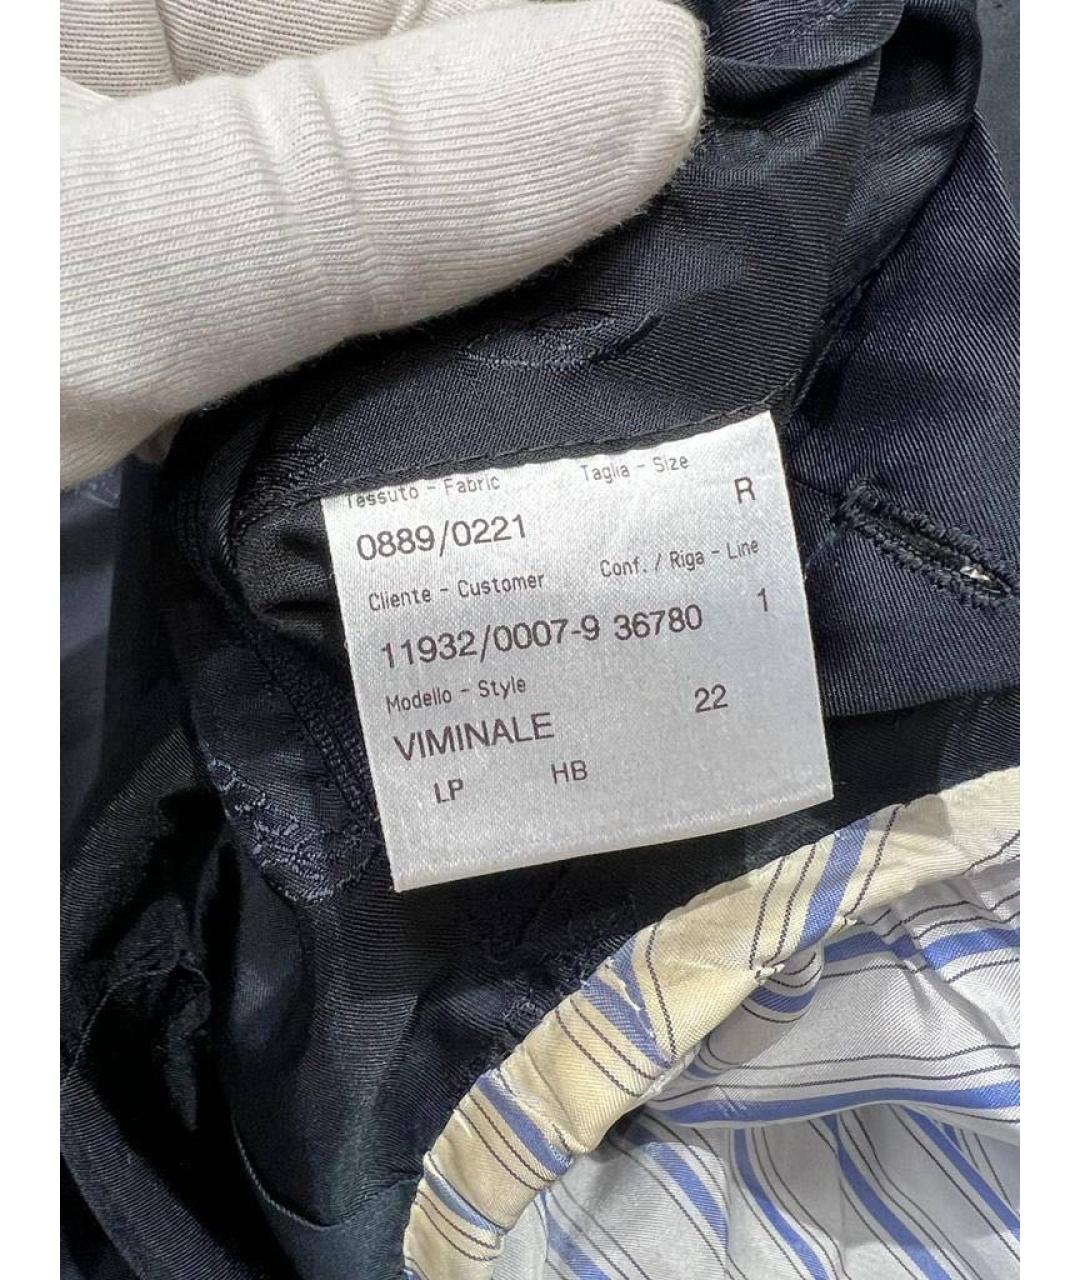 Tessuto - Fabric Taglia - Size
0889/0221 R
Cliente - Customer Conf. / Riga - Line
11932/0007-9 36780 1
Modello - Style
VIMINALE 22
LP HB